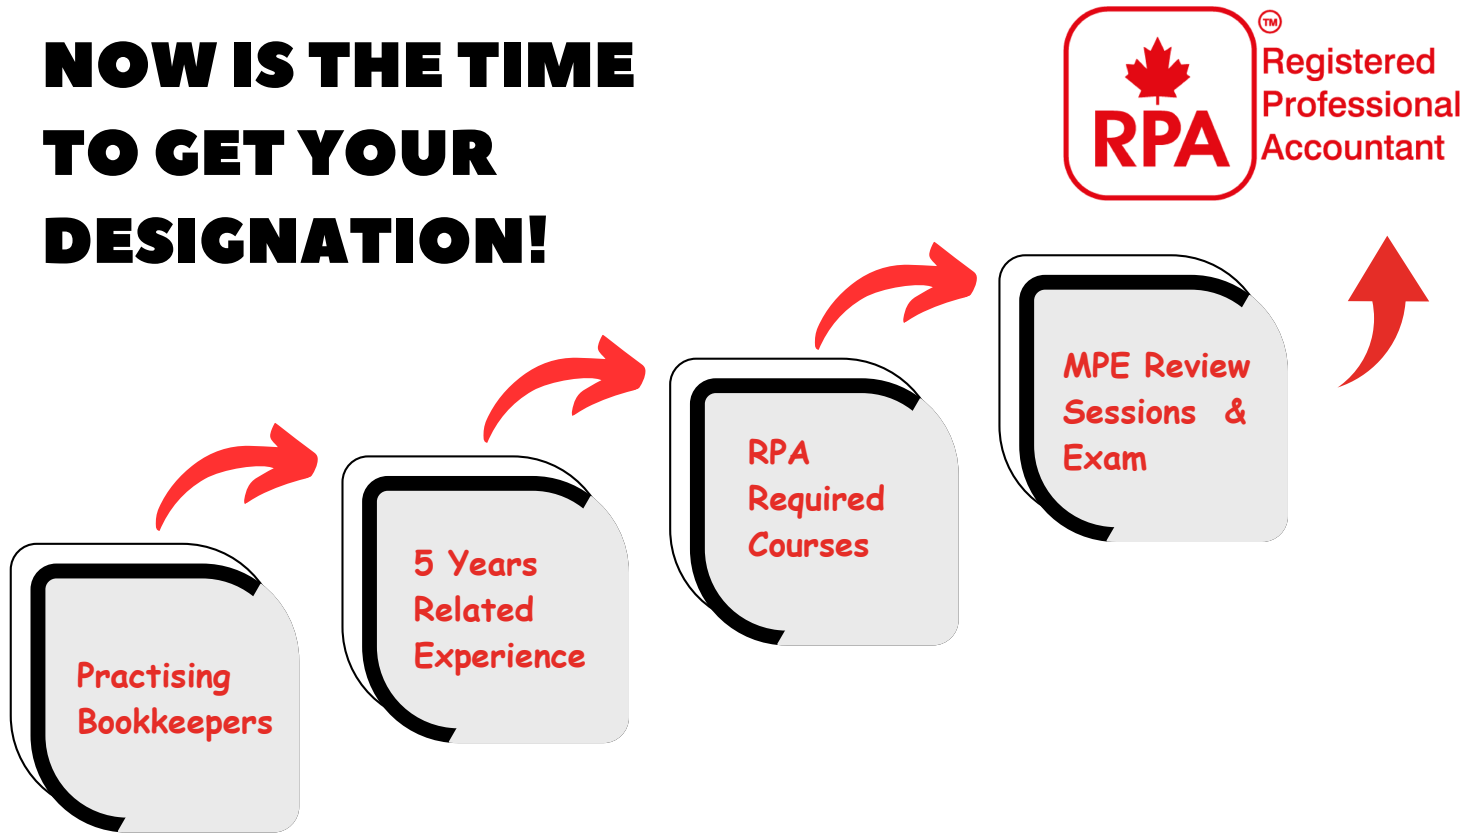 NOW IS THE TIME
TO GET YOUR
DESIGNATION!
TM
RPA
Registered
Professional
Accountant
Practising
Bookkeepers
5 Years
Related
Experience
RPA
Required
Courses
MPE Review
Sessions &
Exam